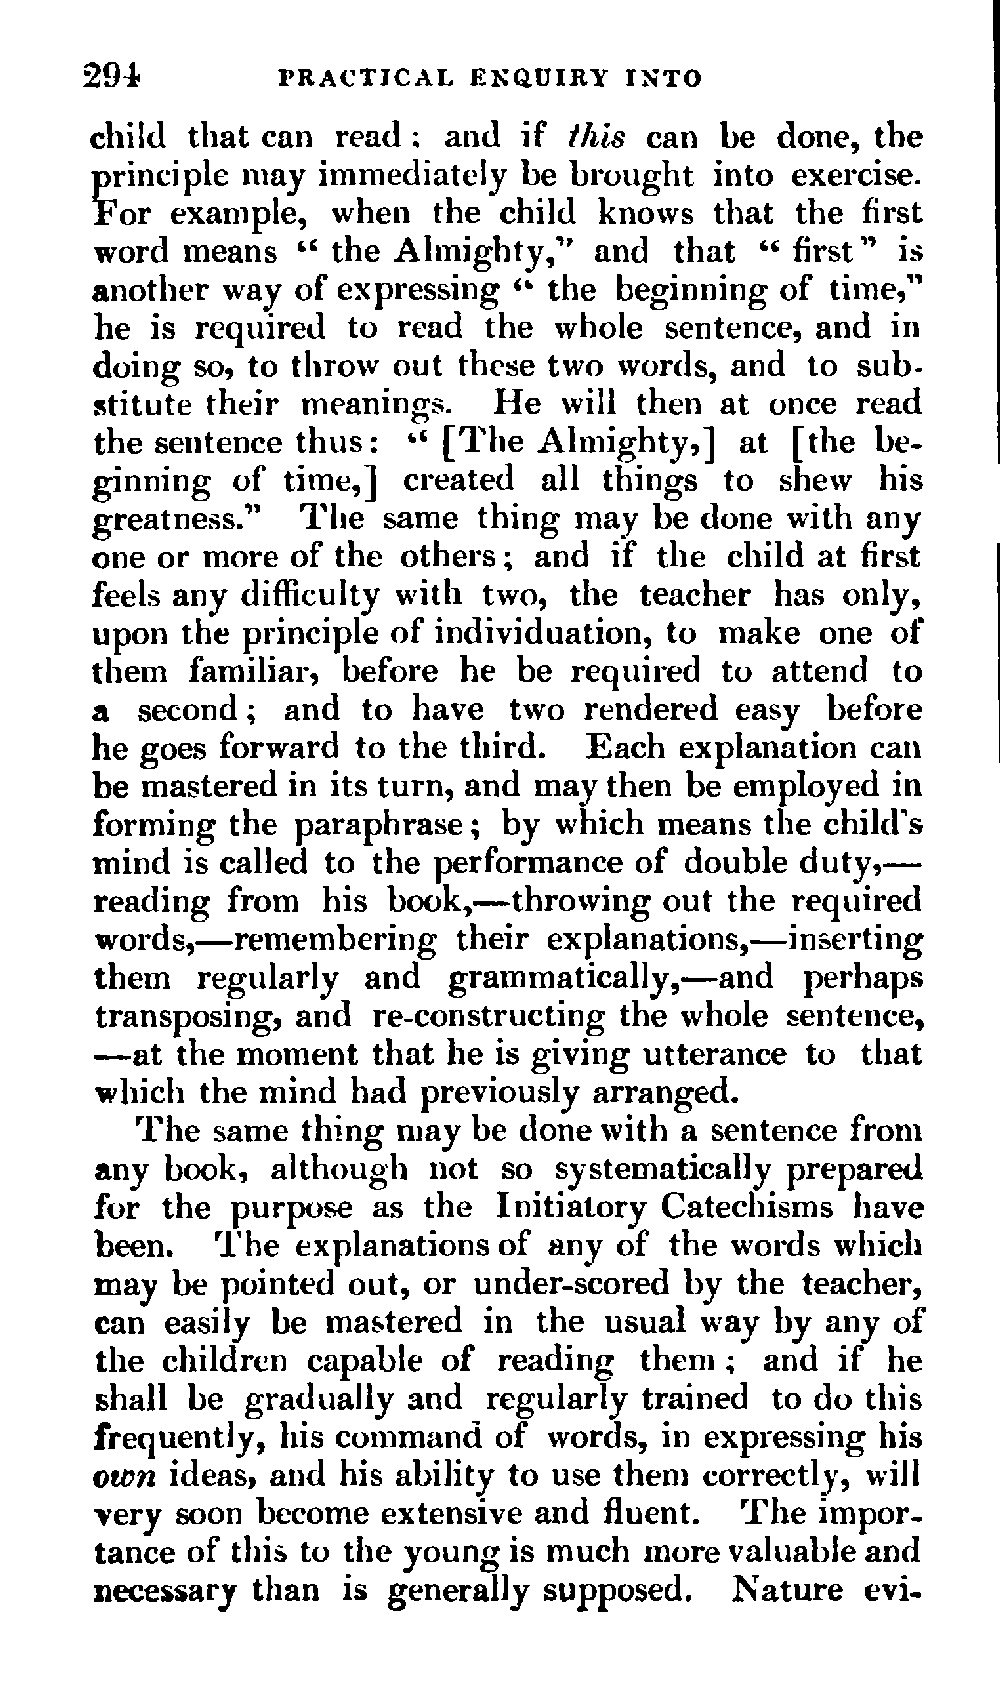 294 PRACTICAL ENQUIRY INTO
child that can read : and if this can be done, the
principle may immediately be brought into exercise.
For example, when the child knows that the first
word means “ the Almighty,” and that “ first” is
another way of expressing “ the beginning of time,”
he is required to read the whole sentence, and in
doing so, to throw out these two words, and to sub-
stitute their meanings. He will then at once read
the sentence thus: “ [The Almighty,] at [the be-
ginning of time,] created all things to shew his
greatness.” The same thing may be done with any
one or more of the others; and if the child at first
feels any difficulty with two, the teacher has only,
upon the principle of individuation, to make one of
them familiar, before he be required to attend to
a second; and to have two rendered easy before
he goes forward to the third. Each explanation can
be mastered in its turn, and may then be employed in
forming the paraphrase; by which means the child's
mind is called to the performance of double duty,—
reading from his book,—throwing out the required
words,—remembering their explanations,—inserting
them regularly and grammatically,—and perhaps
transposing, and re-constructing the whole sentence,
—at the moment that he is giving utterance to that
which the mind had previously arranged.
The same thing may be done with a sentence from
any book, although not so systematically prepared
for the purpose as the Initiatory Catechisms have
been. The explanations of any of the words which
may be pointed out, or under-scored by the teacher,
can easily be mastered in the usual way by any of
the children capable of reading them; and if he
shall be gradually and regularly trained to do this
frequently, his command of words, in expressing his
own ideas, and his ability to use them correctly, will
very soon become extensive and fluent. The impor-
tance of this to the young is much more valuable and
necessary than is generally supposed. Nature evi-